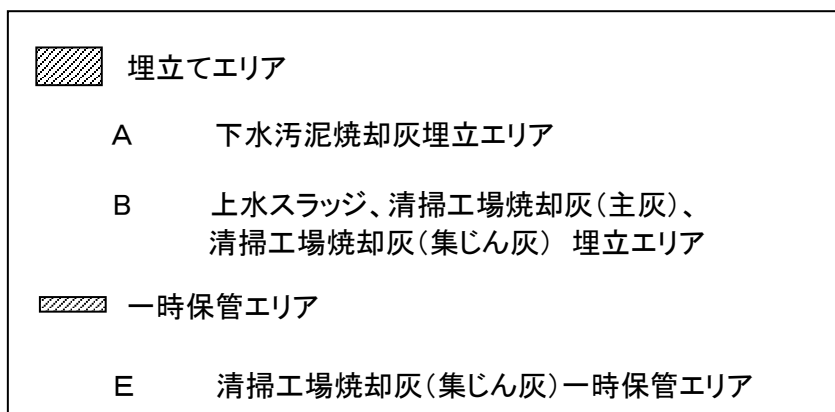 埋立てエリア
A 下水汚泥焼却灰埋立エリア
B 上水スラッジ、清掃工場焼却灰(主灰)、
清掃工場焼却灰(集じん灰) 埋立エリア
一時保管エリア
E 清掃工場焼却灰(集じん灰)一時保管エリア